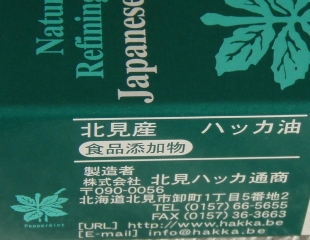 Natu
Refining
Japanese
北見産 ハッカ油
食品添加物
製造者
株式会社 北見ハッカ通商
〒090-0056
北海道北見市卸町1丁目5番地2
TEL (0157) 66-5655
FAX (0157) 36-3663
[URL] http://www.hakka.be
[E-mail] info@hakka.be
Peppermint